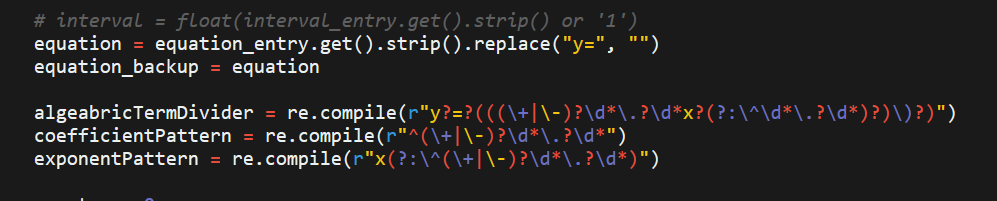 # interval = float(interval_entry.get().strip() or '1')
equation = equation_entry.get().strip().replace("y=", "")
equation_backup = equation
algeabricTermDivider = re.compile(r"y?=?(((\+|\-)?\d*\.?\d*x?(?:\^\d*\.?\d*)?)\)?)")
coefficientPattern = re.compile(r"^(\+|\-)?\d*\.?\d*")
exponentPattern = re.compile(r"x(?:\^(\+|\-)?\d*\.?\d*)")